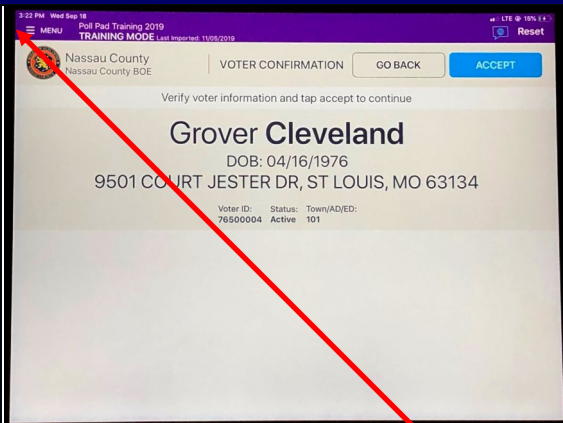 3:22 PM Wed Sep 18
LTE 15%
MENU
Poll Pad Training 2019
TRAINING MODE Last Imported: 11/05/2019
Reset
Nassau County
Nassau County BOE
VOTER CONFIRMATION
GO BACK
ACCEPT
Verify voter information and tap accept to continue
Grover Cleveland
DOB: 04/16/1976
9501 COURT JESTER DR, ST LOUIS, MO 63134
Voter ID: Status: Town/AD/ED:
76500004 Active 101